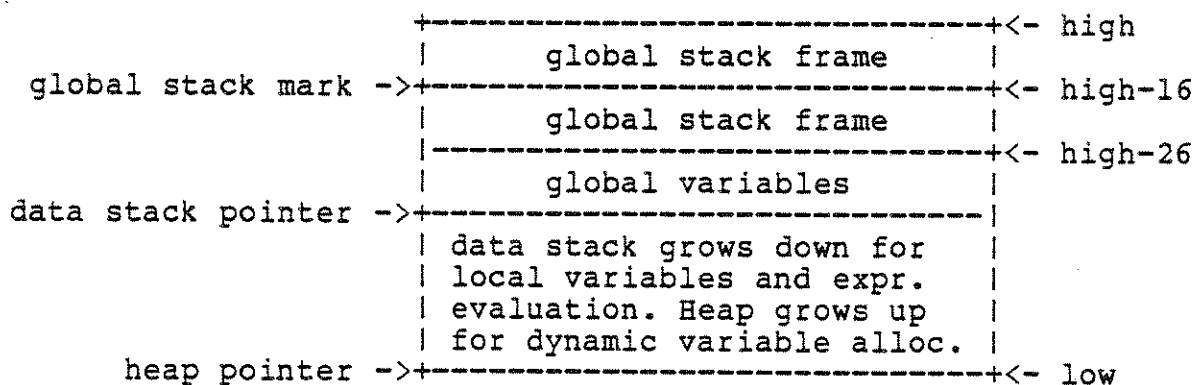 +------------------------------+<- high
|      global stack frame      |
global stack mark ->+------------------------------+<- high-16
|      global stack frame      |
|------------------------------+<- high-26
|      global variables        |
data stack pointer ->+------------------------------|
| data stack grows down for    |
| local variables and expr.    |
| evaluation. Heap grows up    |
| for dynamic variable alloc.  |
heap pointer ->+------------------------------+<- low